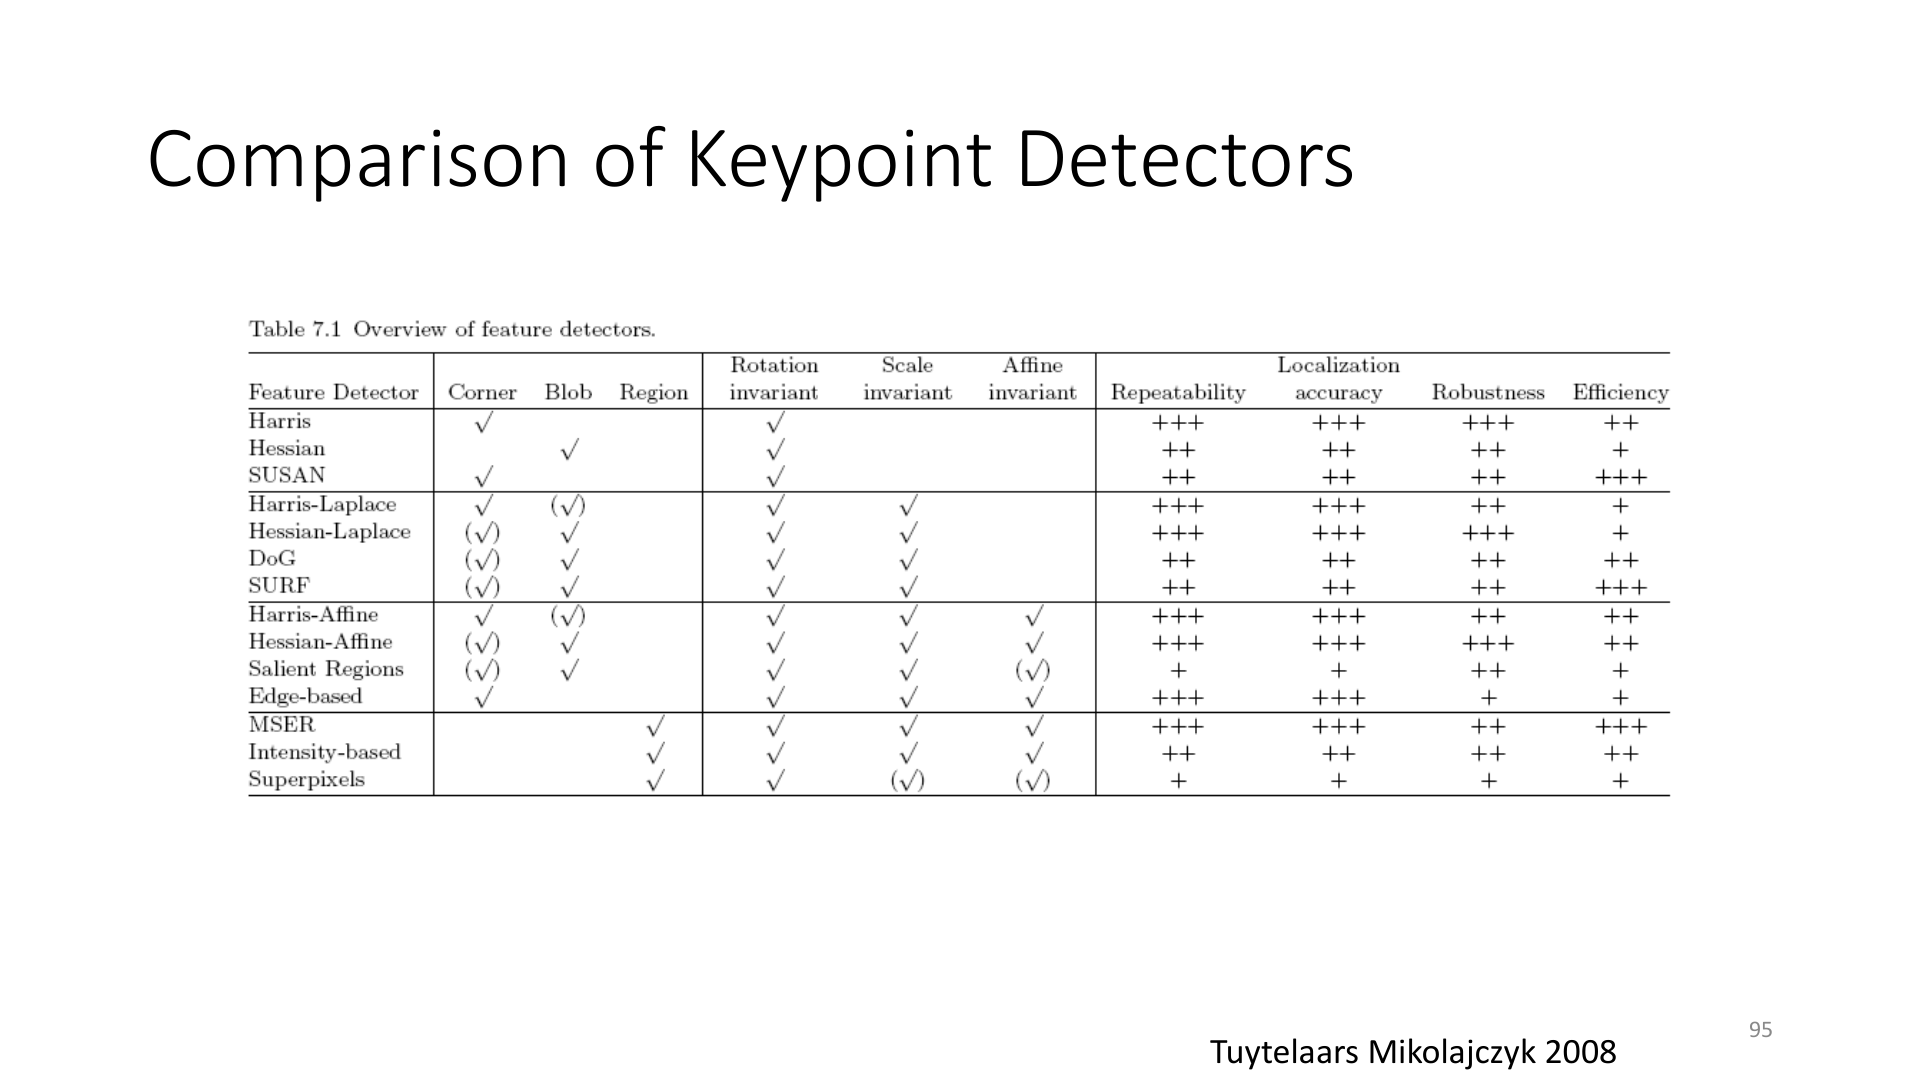 Comparison of Keypoint Detectors
Table 7.1 Overview of feature detectors.
Rotation Scale Affine Localization
Feature Detector Corner Blob Region invariant invariant invariant Repeatability accuracy Robustness Efficiency
Harris √ √ +++ +++ +++ ++
Hessian √ √ ++ ++ ++ +
SUSAN √ √ ++ ++ ++ +++
Harris-Laplace √ (√) √ √ +++ +++ ++ +
Hessian-Laplace (√) √ √ √ +++ +++ +++ +
DoG (√) √ √ √ ++ ++ ++ ++
SURF (√) √ √ √ ++ ++ ++ +++
Harris-Affine √ (√) √ √ √ +++ +++ ++ ++
Hessian-Affine (√) √ √ √ √ +++ +++ +++ ++
Salient Regions (√) √ √ √ (√) + + ++ +
Edge-based √ √ √ √ +++ +++ + +
MSER √ √ √ √ +++ +++ ++ +++
Intensity-based √ √ √ √ ++ ++ ++ ++
Superpixels √ √ (√) (√) + + + +
95
Tuytelaars Mikolajczyk 2008